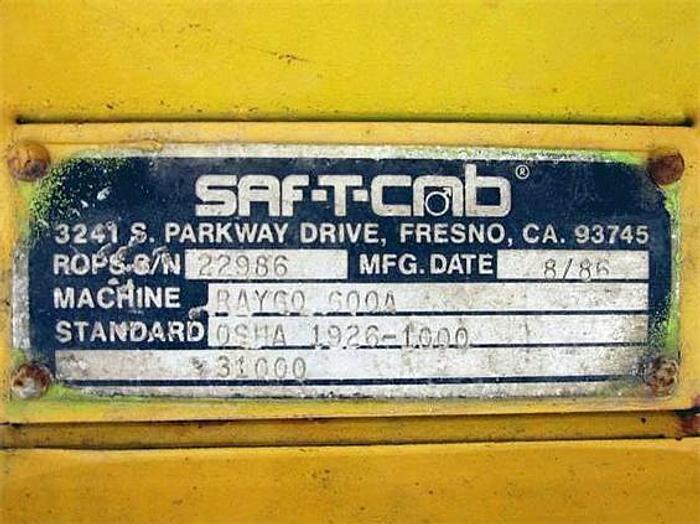 SAF-T-CAB®
3241 S. PARKWAY DRIVE, FRESNO, CA. 93745
ROPS S/N 22986 MFG. DATE 8/86
MACHINE RAYGO 600A
STANDARD OSHA 1926-1000
31000